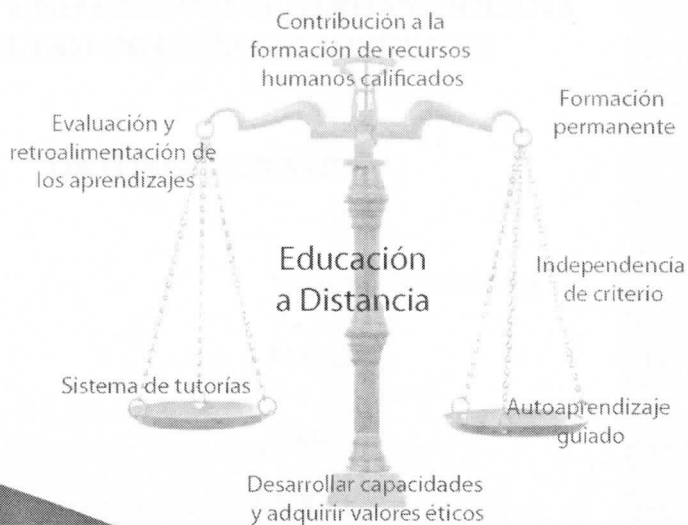 Contribución a la
formación de recursos
humanos calificados
Formación
permanente
Evaluación y
retroalimentación de
los aprendizajes
Educación
a Distancia
Independencia
de criterio
Sistema de tutorías
Autoaprendizaje
guiado
Desarrollar capacidades
y adquirir valores éticos